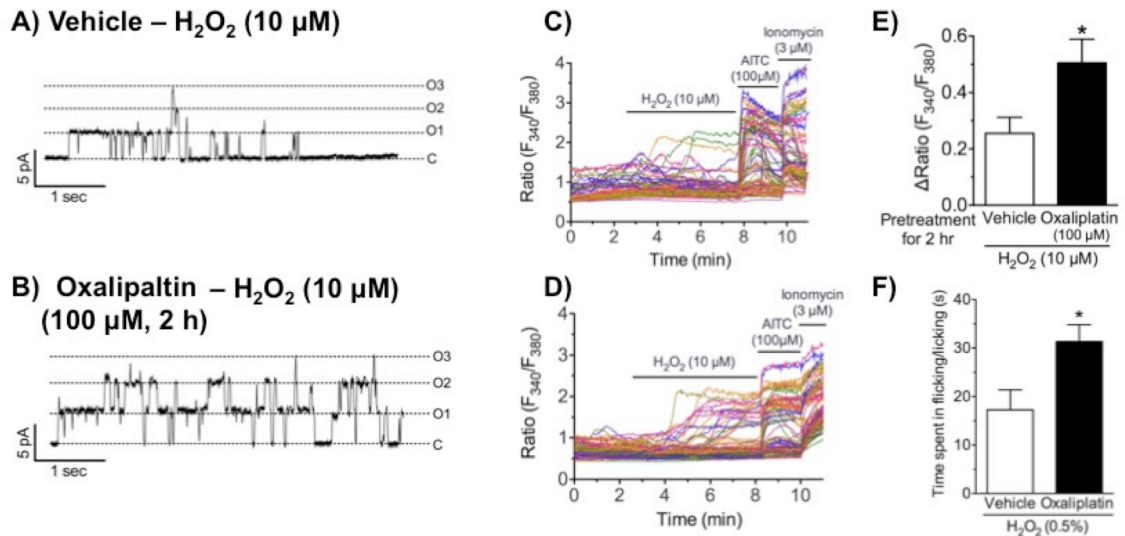 A) Vehicle – H₂O₂ (10 µM)
O3
O2
O1
C
5 pA
1 sec
B) Oxalipaltin – H₂O₂ (10 µM)
(100 µM, 2 h)
O3
O2
O1
C
5 pA
1 sec
C)
Ionomycin
(3 µM)
AITC
(100µM)
H₂O₂ (10 µM)
Ratio (F₃₄₀/F₃₈₀)
4
3
2
1
0
0 2 4 6 8 10
Time (min)
D)
Ionomycin
(3 µM)
AITC
(100µM)
H₂O₂ (10 µM)
Ratio (F₃₄₀/F₃₈₀)
4
3
2
1
0
0 2 4 6 8 10
Time (min)
E)
ΔRatio (F₃₄₀/F₃₈₀)
0.6
0.4
0.2
0.0
*
Pretreatment Vehicle Oxaliplatin
for 2 hr (100 µM)
H₂O₂ (10 µM)
F)
Time spent in flicking/licking (s)
40
30
20
10
0
*
Vehicle Oxaliplatin
H₂O₂ (0.5%)